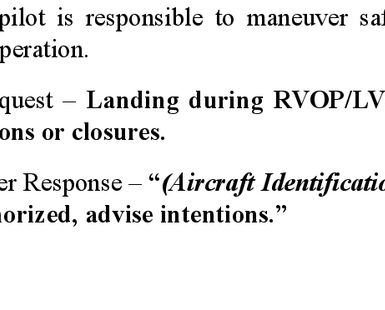 pilot is responsible to maneuver saf
peration.
quest – Landing during RVOP/LV
ons or closures.
er Response – “(Aircraft Identificatio
horized, advise intentions.”